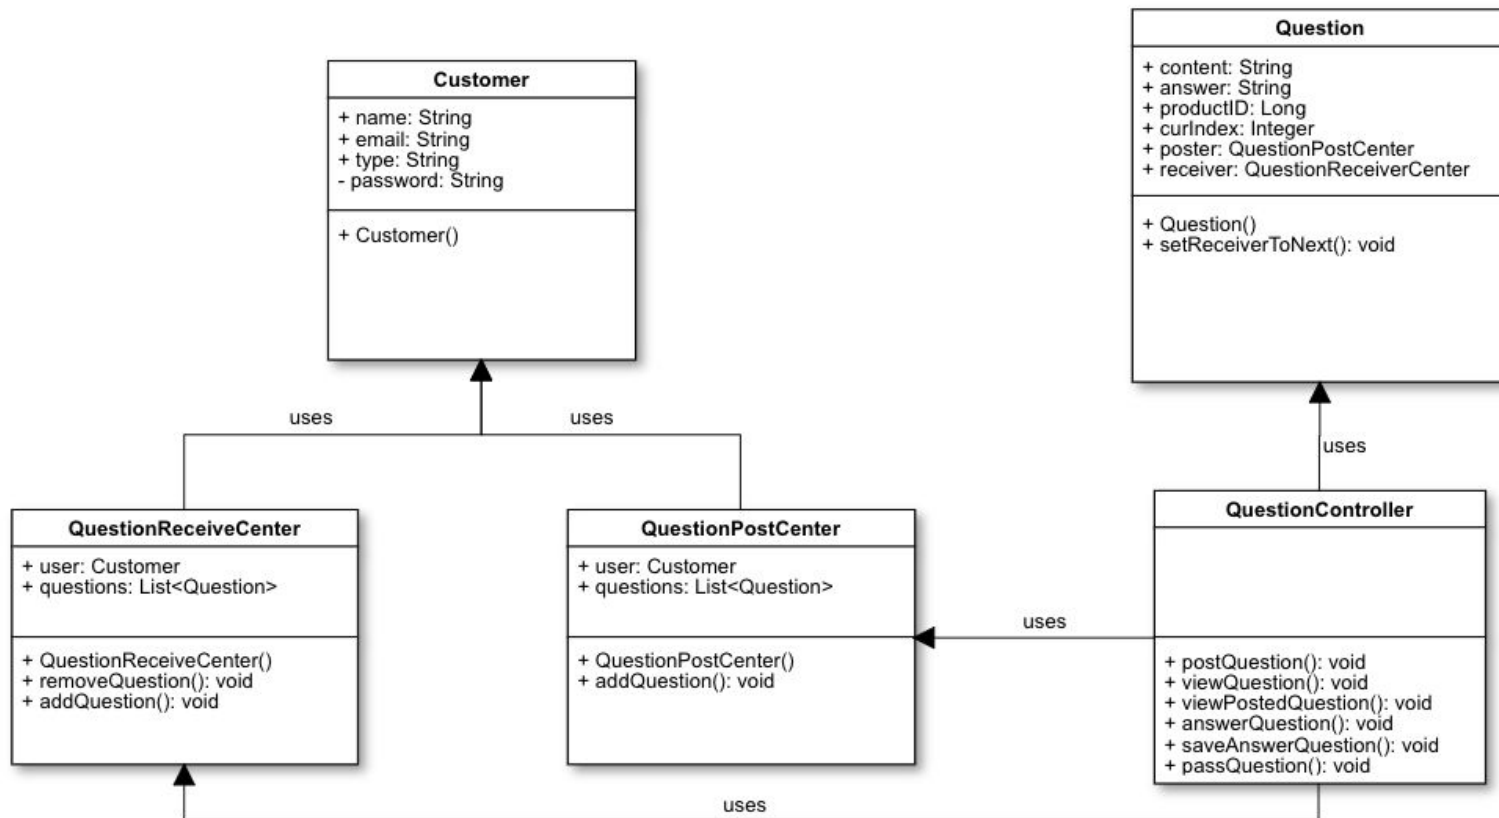 Customer
+ name: String
+ email: String
+ type: String
- password: String
+ Customer()
Question
+ content: String
+ answer: String
+ productID: Long
+ curIndex: Integer
+ poster: QuestionPostCenter
+ receiver: QuestionReceiverCenter
+ Question()
+ setReceiverToNext(): void
uses
uses
uses
QuestionReceiveCenter
+ user: Customer
+ questions: List<Question>
+ QuestionReceiveCenter()
+ removeQuestion(): void
+ addQuestion(): void
QuestionPostCenter
+ user: Customer
+ questions: List<Question>
+ QuestionPostCenter()
+ addQuestion(): void
uses
QuestionController
+ postQuestion(): void
+ viewQuestion(): void
+ viewPostedQuestion(): void
+ answerQuestion(): void
+ saveAnswerQuestion(): void
+ passQuestion(): void
uses